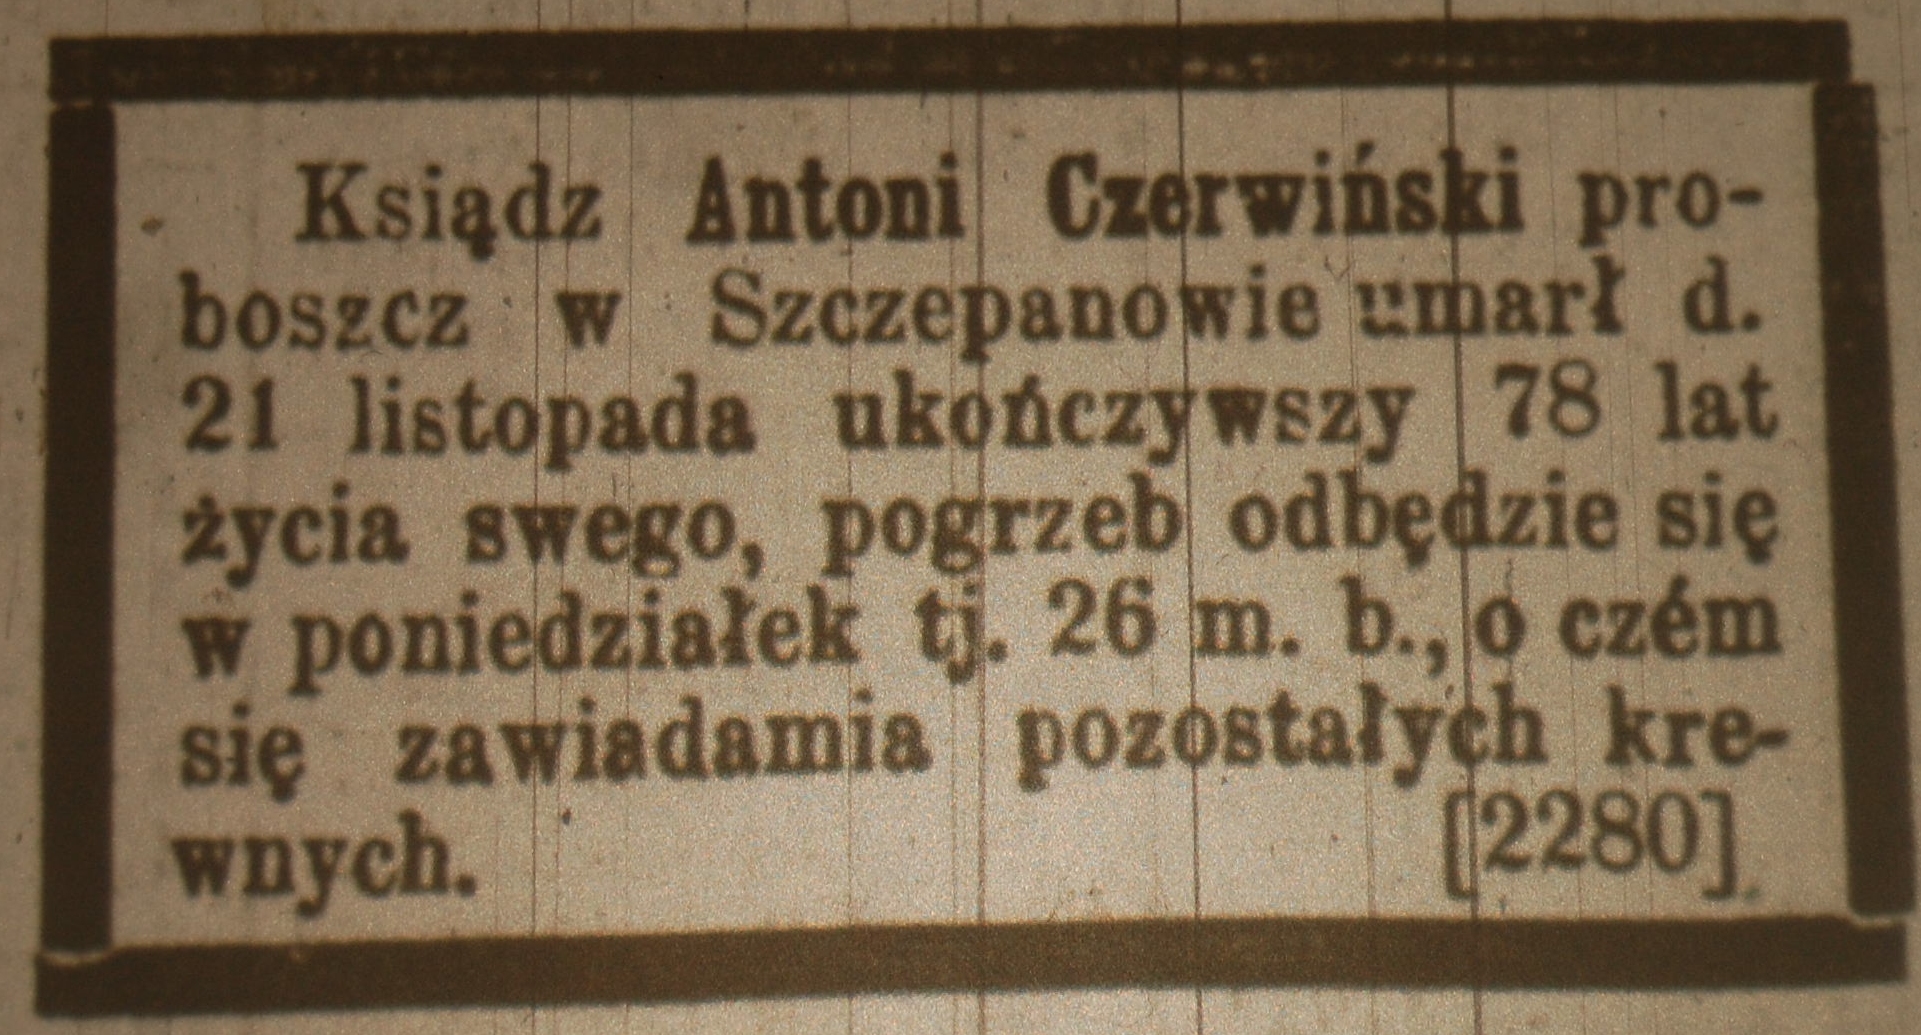 Ksiądz Antoni Czerwiński pro-
boszcz w Szczepanowie umarł d.
21 listopada ukończywszy 78 lat
życia swego, pogrzeb odbędzie się
w poniedziałek tj. 26 m. b., o czém
się zawiadamia pozostałych kre-
wnych. [2280]